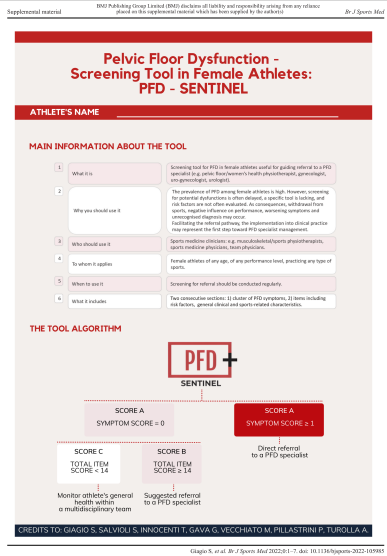 BMJ Publishing Group Limited (BMJ) disclaims all liability and responsibility arising from any reliance
Supplemental material placed on this supplemental material which has been supplied by the author(s) Br J Sports Med
Pelvic Floor Dysfunction -
Screening Tool in Female Athletes:
PFD - SENTINEL
ATHLETE'S NAME
MAIN INFORMATION ABOUT THE TOOL
1
What it is
Screening tool for PFD in female athletes useful for guiding referral to a PFD
specialist (e.g. pelvic floor/women's health physiotherapist, gynecologist,
uro-gynecologist, urologist).
2
Why you should use it
The prevalence of PFD among female athletes is high. However, screening
for potential dysfunctions is often delayed, a specific tool is lacking, and
risk factors are not often evaluated. As consequences, withdrawal from
sports, negative influence on performance, worsening symptoms and
unrecognised diagnosis may occur.
Facilitating the referral pathway, the implementation into clinical practice
may represent the first step toward PFD specialist management.
3
Who should use it
Sports medicine clinicians: e.g. musculoskeletal/sports physiotherapists,
sports medicine physicians, team physicians.
4
To whom it applies
Female athletes of any age, of any performance level, practising any type of
sports.
5
When to use it
Screening for referral should be conducted regularly.
6
What it includes
Two consecutive sections: 1) cluster of PFD symptoms, 2) items including
risk factors, general clinical and sports-related characteristics.
THE TOOL ALGORITHM
PFD+
SENTINEL
SCORE A
SYMPTOM SCORE = 0
SCORE A
SYMPTOM SCORE ≥ 1
Direct referral
to a PFD specialist
SCORE C
TOTAL ITEM
SCORE < 14
SCORE B
TOTAL ITEM
SCORE ≥ 14
Monitor athlete's general
health within
a multidisciplinary team
Suggested referral
to a PFD specialist
CREDITS TO: GIAGIO S, SALVIOLI S, INNOCENTI T, GAVA G, VECCHIATO M, PILLASTRINI P, TUROLLA A.
Giagio S, et al. Br J Sports Med 2022;0:1–7. doi: 10.1136/bjsports-2022-105985